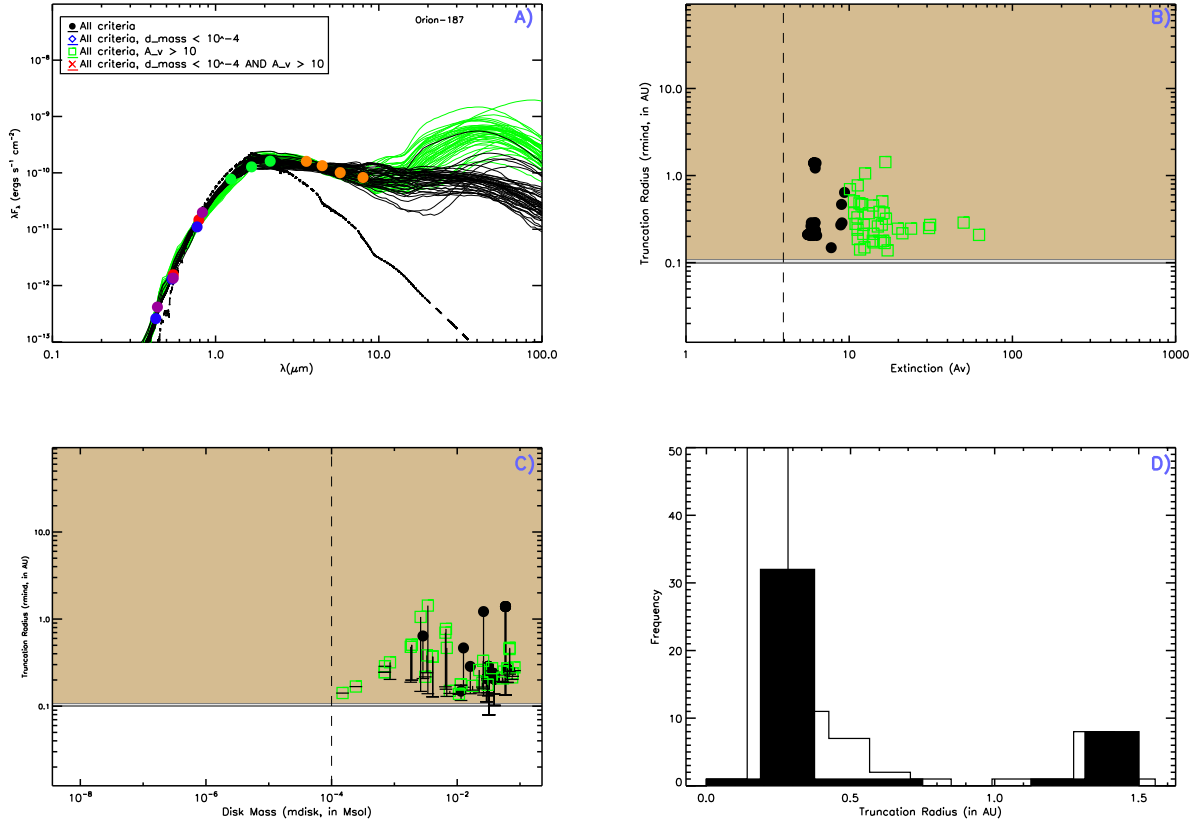 All criteria
All criteria, d_mass < 10^-4
All criteria, A_v > 10
All criteria, d_mass < 10^-4 AND A_v > 10
Orion-187
A)
10⁻⁸
10⁻⁹
10⁻¹⁰
10⁻¹¹
10⁻¹²
10⁻¹³
λFλ (ergs s⁻¹ cm⁻²)
0.1 1.0 10.0 100.0
λ(μm)
B)
10.0
1.0
0.1
Truncation Radius (rmind, in AU)
1 10 100 1000
Extinction (Av)
C)
10.0
1.0
0.1
Truncation Radius (rmind, in AU)
10⁻⁸ 10⁻⁶ 10⁻⁴ 10⁻²
Disk Mass (mdisk, in Msol)
D)
50
40
30
20
10
0
Frequency
0.0 0.5 1.0 1.5
Truncation Radius (in AU)